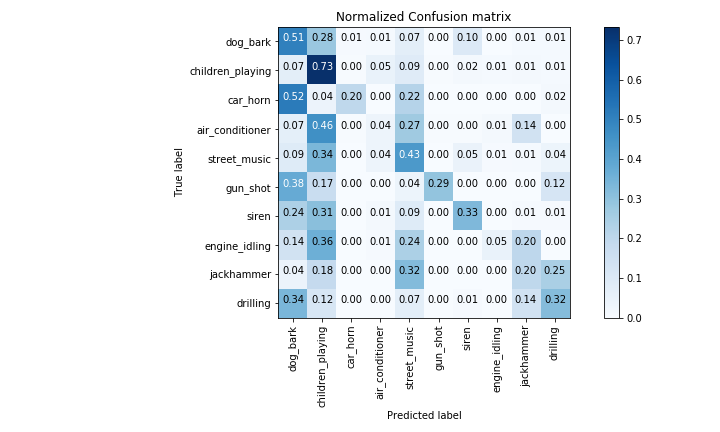 Normalized Confusion matrix
dog_bark 0.51 0.28 0.01 0.01 0.07 0.00 0.10 0.00 0.01 0.01
children_playing 0.07 0.73 0.00 0.05 0.09 0.00 0.02 0.01 0.01 0.01
car_horn 0.52 0.04 0.20 0.00 0.22 0.00 0.00 0.00 0.00 0.02
air_conditioner 0.07 0.46 0.00 0.04 0.27 0.00 0.00 0.01 0.14 0.00
street_music 0.09 0.34 0.00 0.04 0.43 0.00 0.05 0.01 0.01 0.04
gun_shot 0.38 0.17 0.00 0.00 0.04 0.29 0.00 0.00 0.00 0.12
siren 0.24 0.31 0.00 0.01 0.09 0.00 0.33 0.00 0.01 0.01
engine_idling 0.14 0.36 0.00 0.01 0.24 0.00 0.00 0.05 0.20 0.00
jackhammer 0.04 0.18 0.00 0.00 0.32 0.00 0.00 0.00 0.20 0.25
drilling 0.34 0.12 0.00 0.00 0.07 0.00 0.01 0.00 0.14 0.32
True label
dog_bark
children_playing
car_horn
air_conditioner
street_music
gun_shot
siren
engine_idling
jackhammer
drilling
Predicted label
0.7
0.6
0.5
0.4
0.3
0.2
0.1
0.0